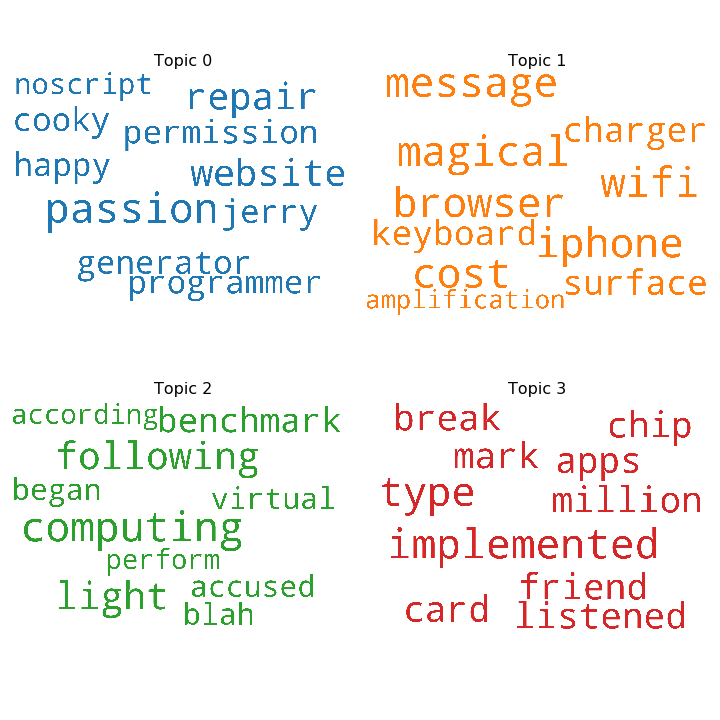 Topic 0
noscript
repair
cooky
permission
happy
website
passion
jerry
generator
programmer
Topic 1
message
charger
magical
wifi
browser
keyboard
iphone
cost
surface
amplification
Topic 2
according
benchmark
following
began
virtual
computing
perform
light
accused
blah
Topic 3
break
chip
mark
apps
type
million
implemented
friend
card
listened